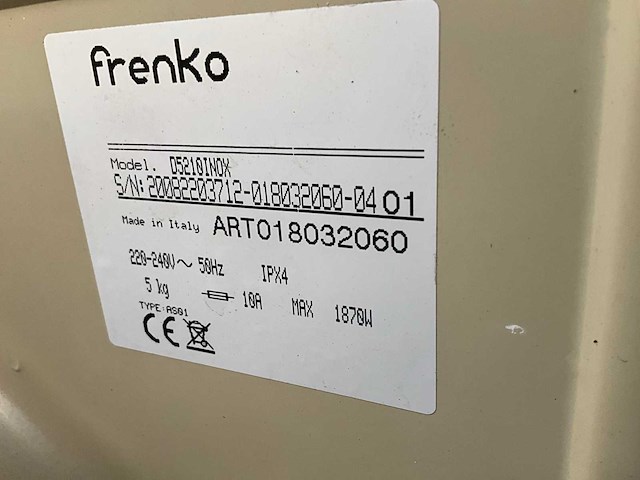 frenko
Model. D5210INOX
S/N: 20082203712-018032060-04 01
Made in Italy ART018032060
220-240V~ 50Hz IPX4
5 kg 10A MAX 1870W
TYPE:AS01
CE